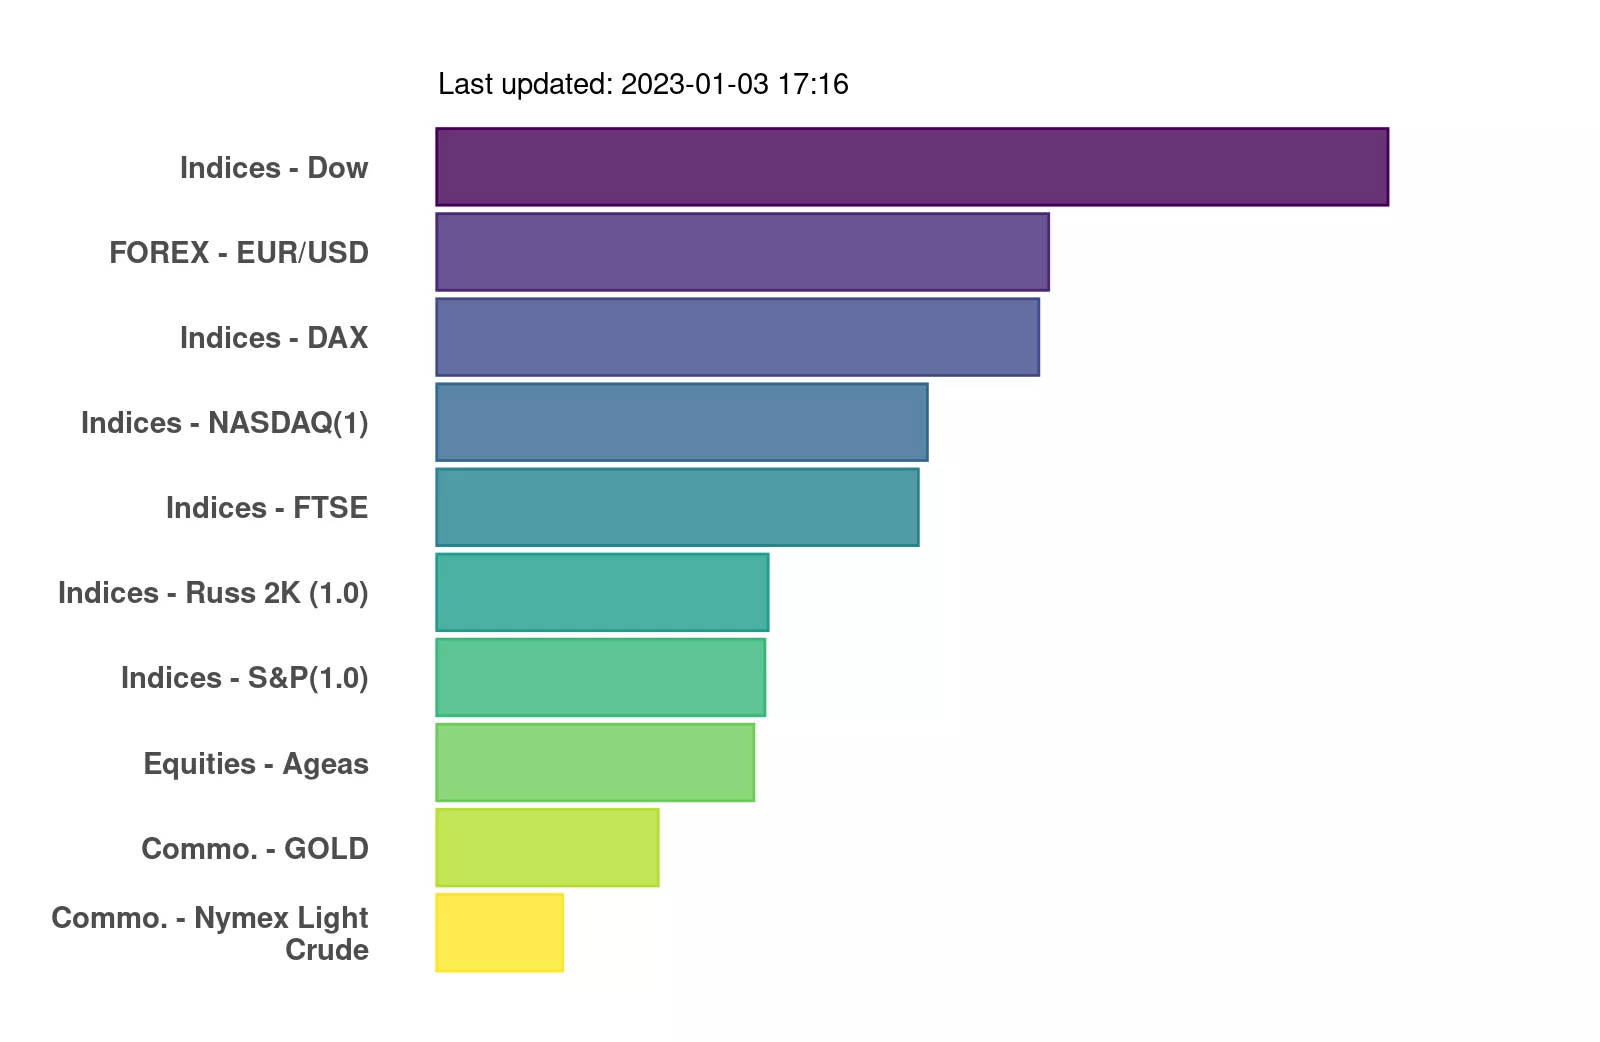 Last updated: 2023-01-03 17:16
Indices - Dow
FOREX - EUR/USD
Indices - DAX
Indices - NASDAQ(1)
Indices - FTSE
Indices - Russ 2K (1.0)
Indices - S&P(1.0)
Equities - Ageas
Commo. - GOLD
Commo. - Nymex Light
Crude